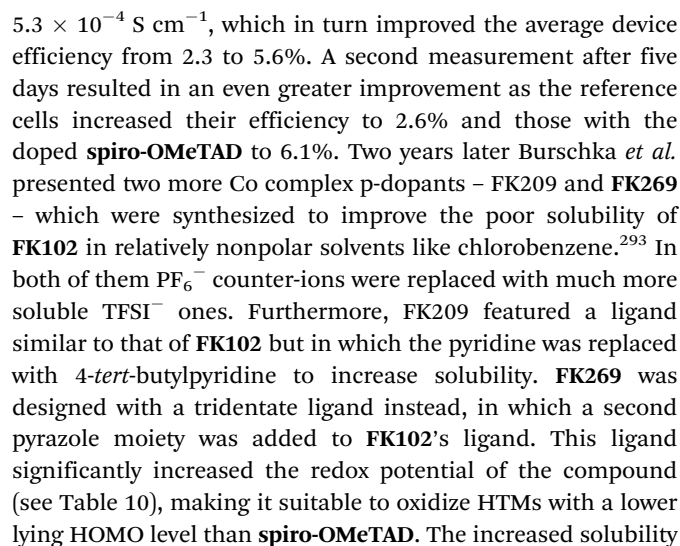 5.3 × 10⁻⁴ S cm⁻¹, which in turn improved the average device
efficiency from 2.3 to 5.6%. A second measurement after five
days resulted in an even greater improvement as the reference
cells increased their efficiency to 2.6% and those with the
doped spiro-OMeTAD to 6.1%. Two years later Burschka et al.
presented two more Co complex p-dopants – FK209 and FK269
– which were synthesized to improve the poor solubility of
FK102 in relatively nonpolar solvents like chlorobenzene.²⁹³ In
both of them PF₆⁻ counter-ions were replaced with much more
soluble TFSI⁻ ones. Furthermore, FK209 featured a ligand
similar to that of FK102 but in which the pyridine was replaced
with 4-tert-butylpyridine to increase solubility. FK269 was
designed with a tridentate ligand instead, in which a second
pyrazole moiety was added to FK102's ligand. This ligand
significantly increased the redox potential of the compound
(see Table 10), making it suitable to oxidize HTMs with a lower
lying HOMO level than spiro-OMeTAD. The increased solubility